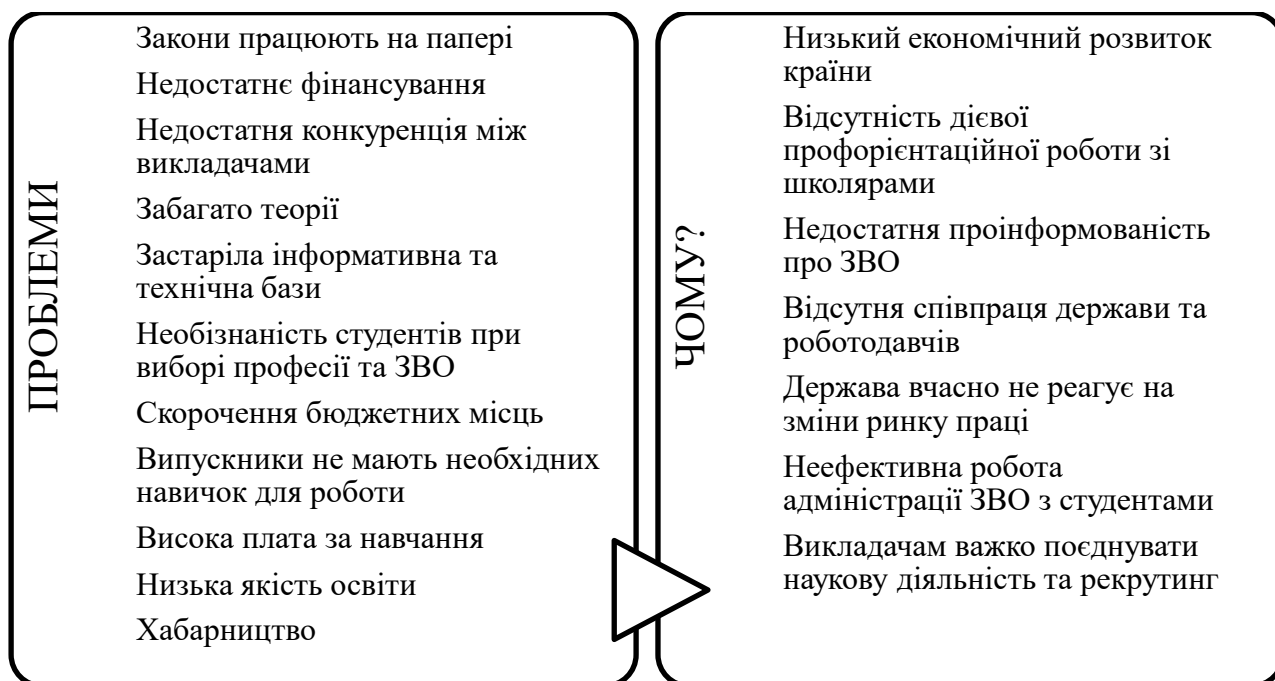 ПРОБЛЕМИ
Закони працюють на папері
Недостатнє фінансування
Недостатня конкуренція між
викладачами
Забагато теорії
Застаріла інформативна та
технічна бази
Необізнаність студентів при
виборі професії та ЗВО
Скорочення бюджетних місць
Випускники не мають необхідних
навичок для роботи
Висока плата за навчання
Низька якість освіти
Хабарництво
ЧОМУ?
Низький економічний розвиток
країни
Відсутність дієвої
профорієнтаційної роботи зі
школярами
Недостатня проінформованість
про ЗВО
Відсутня співпраця держави та
роботодавчів
Держава вчасно не реагує на
зміни ринку праці
Неефективна робота
адміністрації ЗВО з студентами
Викладачам важко поєднувати
наукову діяльність та рекрутинг